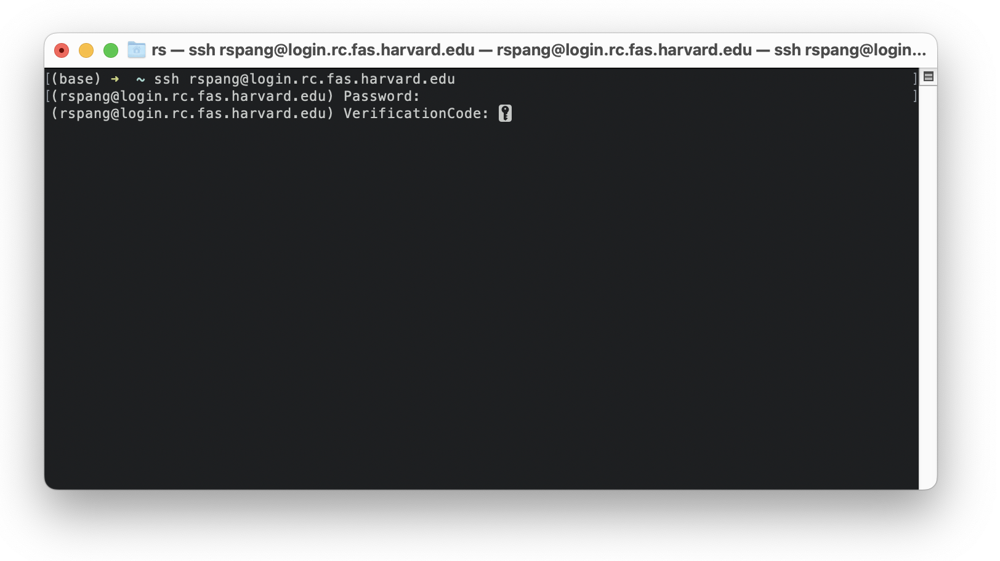 rs — ssh rspang@login.rc.fas.harvard.edu — rspang@login.rc.fas.harvard.edu — ssh rspang@login...
[(base) ➜  ~ ssh rspang@login.rc.fas.harvard.edu ]
[(rspang@login.rc.fas.harvard.edu) Password: ]
(rspang@login.rc.fas.harvard.edu) VerificationCode: